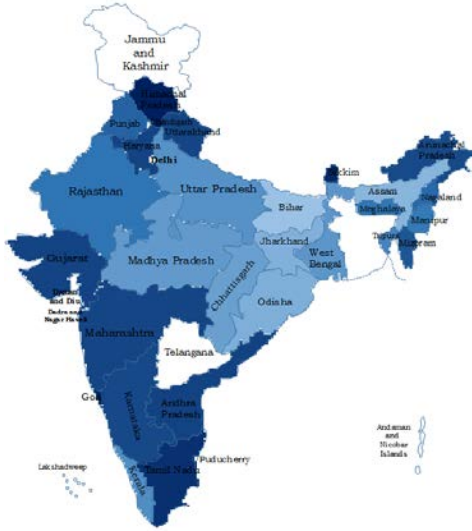 Jammu
and
Kashmir
Himachal
Pradesh
Punjab
Uttarakhand
Haryana
Delhi
Arunachal
Pradesh
Sikkim
Rajasthan
Uttar Pradesh
Assam
Nagaland
Bihar
Meghalaya
Manipur
Jharkhand
Tripura
Mizoram
Gujarat
Madhya Pradesh
West
Bengal
Chhattisgarh
Daman
and Diu
Dadra and
Nagar Haveli
Odisha
Maharashtra
Telangana
Goa
Karnataka
Andhra
Pradesh
Andaman
and
Nicobar
Islands
Puducherry
Lakshadweep
Kerala
Tamil Nadu